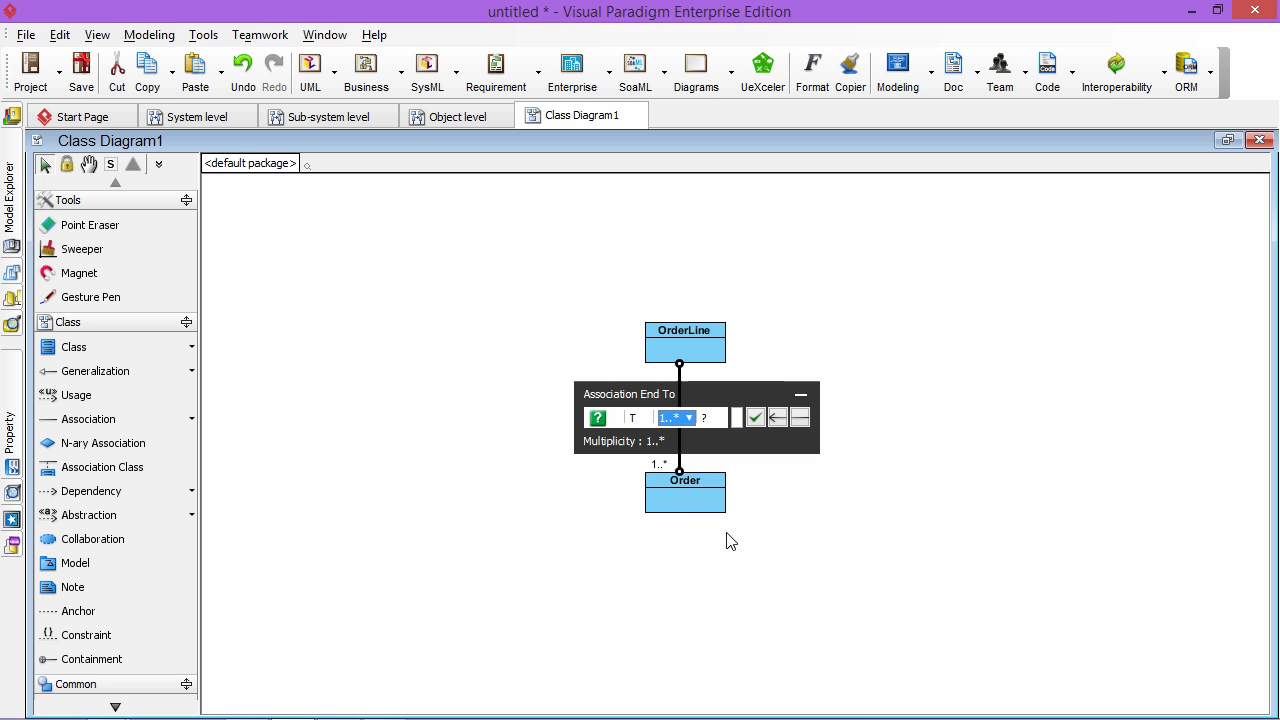 untitled * - Visual Paradigm Enterprise Edition
File Edit View Modeling Tools Teamwork Window Help
Project Save Cut Copy Paste Undo Redo UML Business SysML Requirement Enterprise SoaML Diagrams UeXceler Format Copier Modeling Doc Team Code Interoperability ORM
Start Page System level Sub-system level Object level Class Diagram1
Class Diagram1
S
<default package>
Model Explorer
Property
Tools
Point Eraser
Sweeper
Magnet
Gesture Pen
Class
Class
Generalization
Usage
Association
N-ary Association
Association Class
Dependency
Abstraction
Collaboration
Model
Note
Anchor
Constraint
Containment
Common
OrderLine
Association End To
? T 1..* ?
Multiplicity : 1..*
1..*
Order